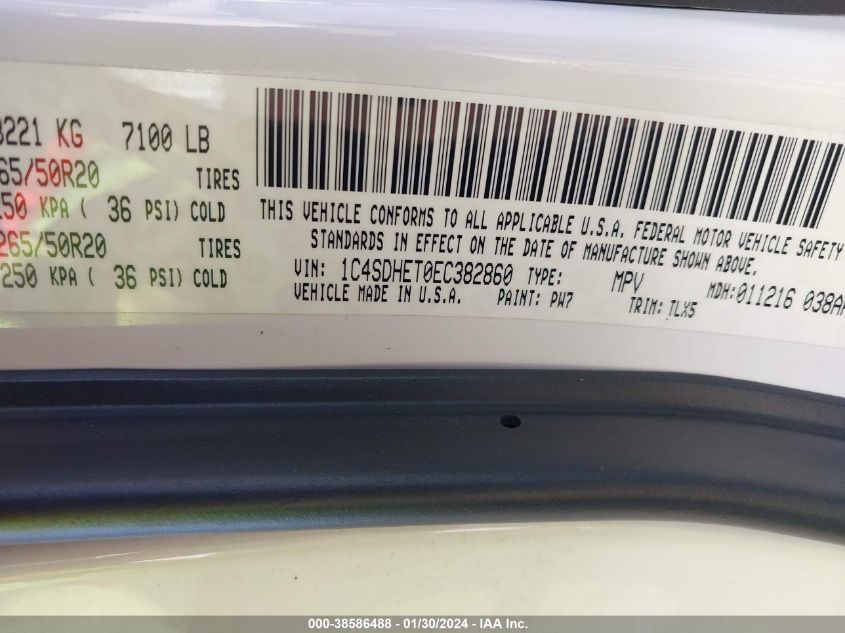 3221 KG 7100 LB
65/50R20 TIRES
50 KPA ( 36 PSI) COLD
265/50R20 TIRES
250 KPA ( 36 PSI) COLD
THIS VEHICLE CONFORMS TO ALL APPLICABLE U.S.A. FEDERAL MOTOR VEHICLE SAFETY
STANDARDS IN EFFECT ON THE DATE OF MANUFACTURE SHOWN ABOVE.
VIN: 1C4SDHET0EC382860 TYPE: MPV MDH:011216 038A
VEHICLE MADE IN U.S.A. PAINT: PW7 TRIM: TLX5
000-38586488 - 01/30/2024 - IAA Inc.